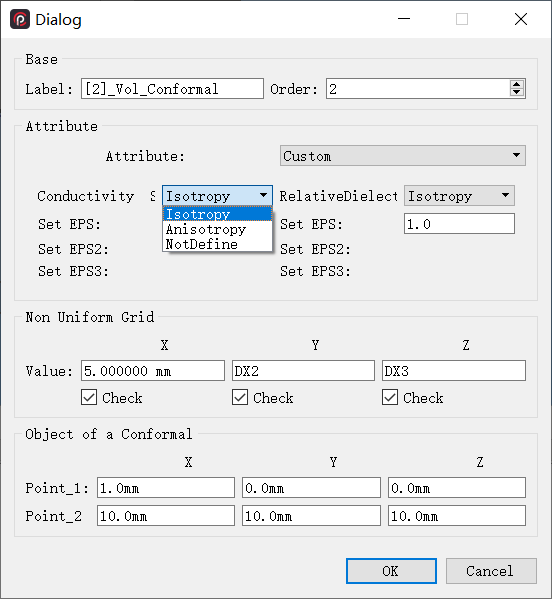 Dialog
Base
Label: [2]_Vol_Conformal Order: 2
Attribute
Attribute: Custom
Conductivity S Isotropy RelativeDielect Isotropy
Isotropy
Anisotropy
NotDefine
Set EPS: Set EPS: 1.0
Set EPS2: Set EPS2:
Set EPS3: Set EPS3:
Non Uniform Grid
X Y Z
Value: 5.000000 mm DX2 DX3
Check Check Check
Object of a Conformal
X Y Z
Point_1: 1.0mm 0.0mm 0.0mm
Point_2 10.0mm 10.0mm 10.0mm
OK Cancel